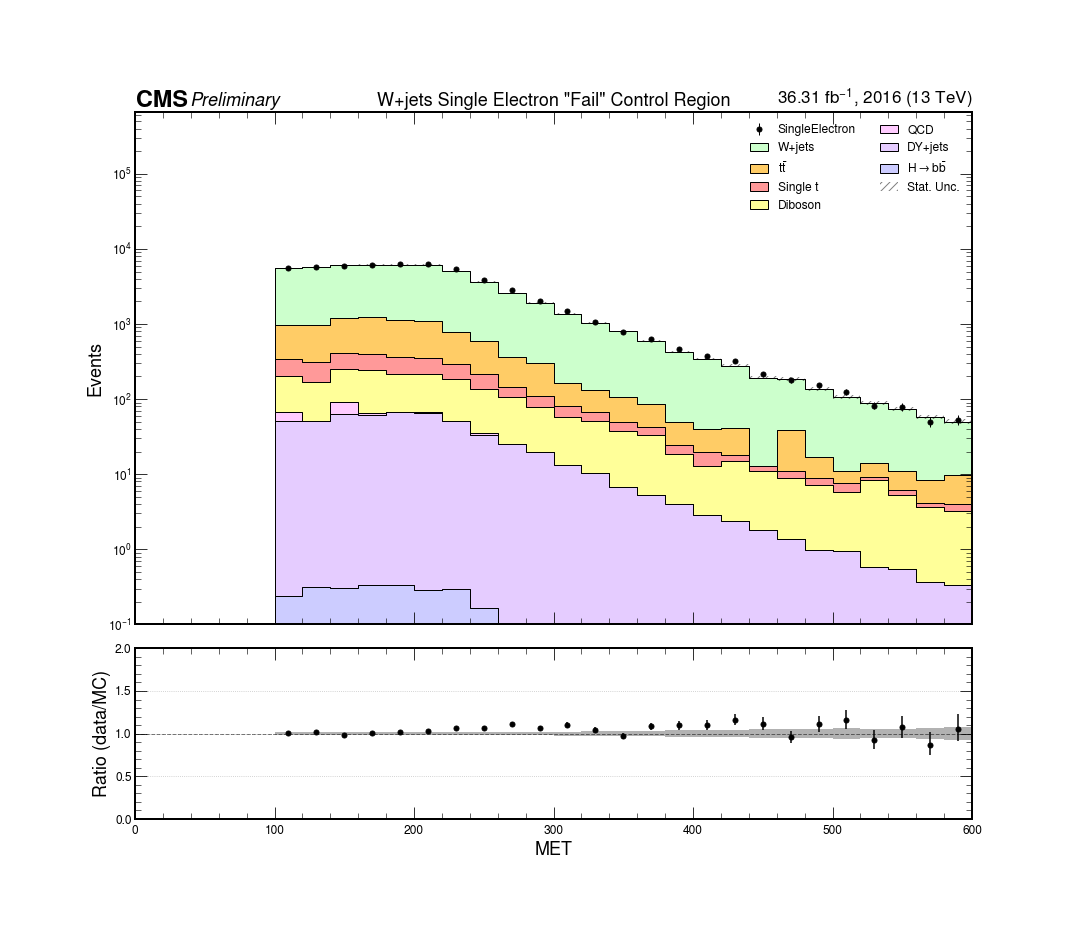 CMS Preliminary W+jets Single Electron "Fail" Control Region 36.31 fb⁻¹, 2016 (13 TeV)
SingleElectron QCD
W+jets DY+jets
tt̄ H→bb̄
Single t Stat. Unc.
Diboson
Events
10⁵
10⁴
10³
10²
10¹
10⁰
10⁻¹
Ratio (data/MC)
2.0
1.5
1.0
0.5
0.0
0 100 200 300 400 500 600
MET